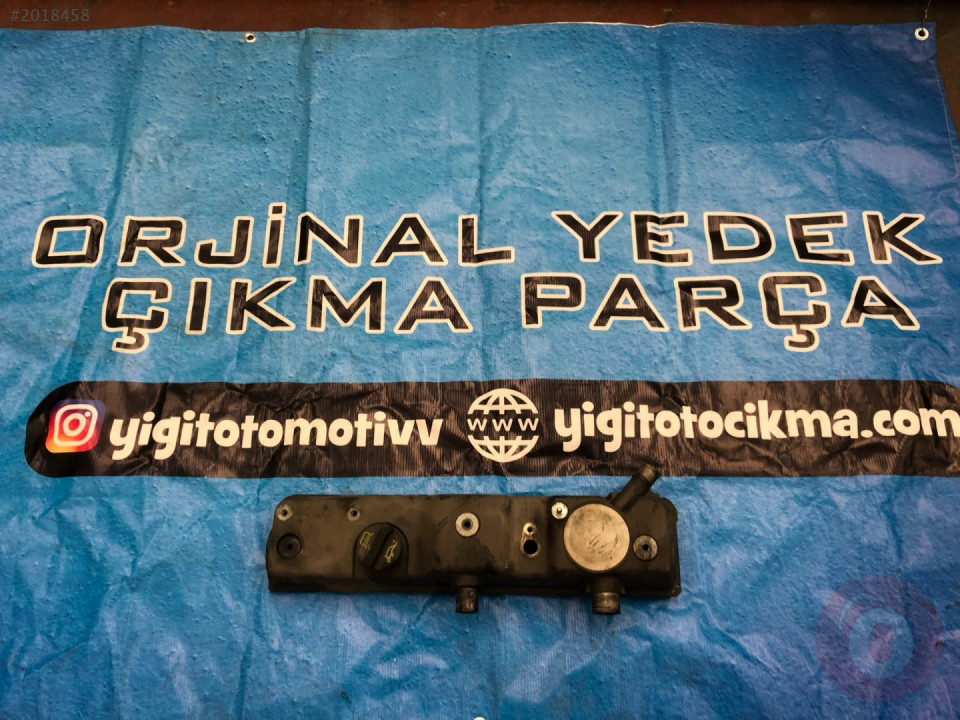 #2018458
ORJİNAL YEDEK
ÇIKMA PARÇA
yigitotomotivv
www
yigitotocikma.com